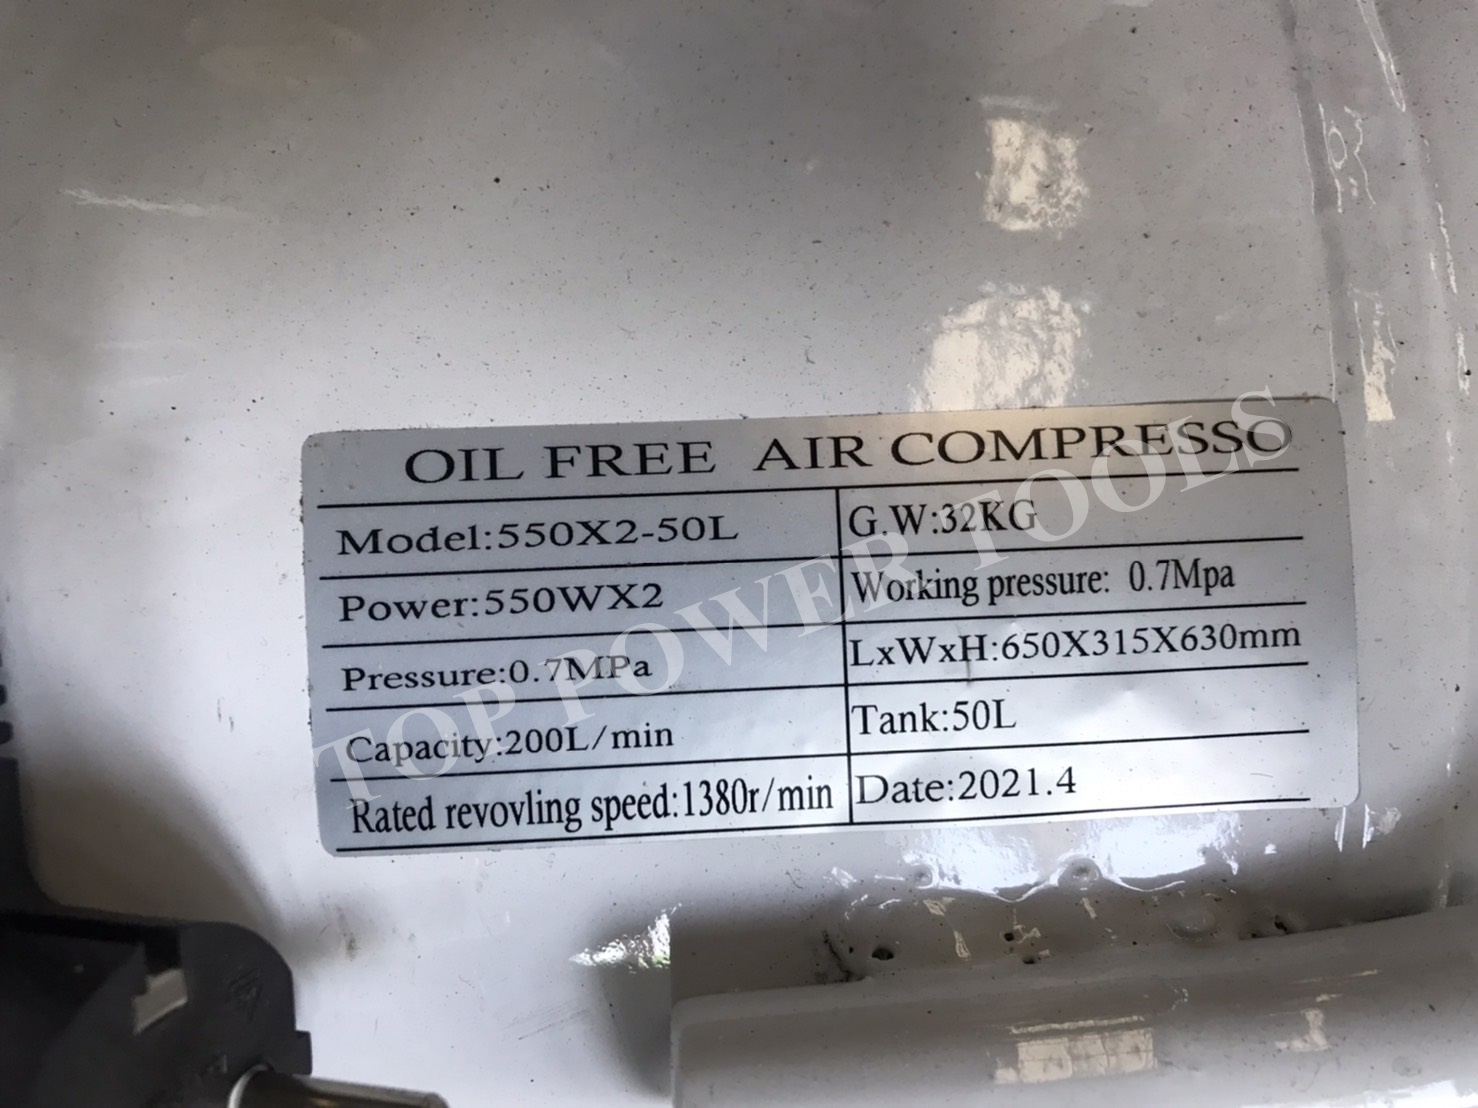 OIL FREE AIR COMPRESSO
Model:550X2-50L
G.W:32KG
Power:550WX2
Working pressure: 0.7Mpa
Pressure:0.7MPa
LxWxH:650X315X630mm
Capacity:200L/min
Tank:50L
Rated revovling speed:1380r/min
Date:2021.4
TOP POWER TOOLS